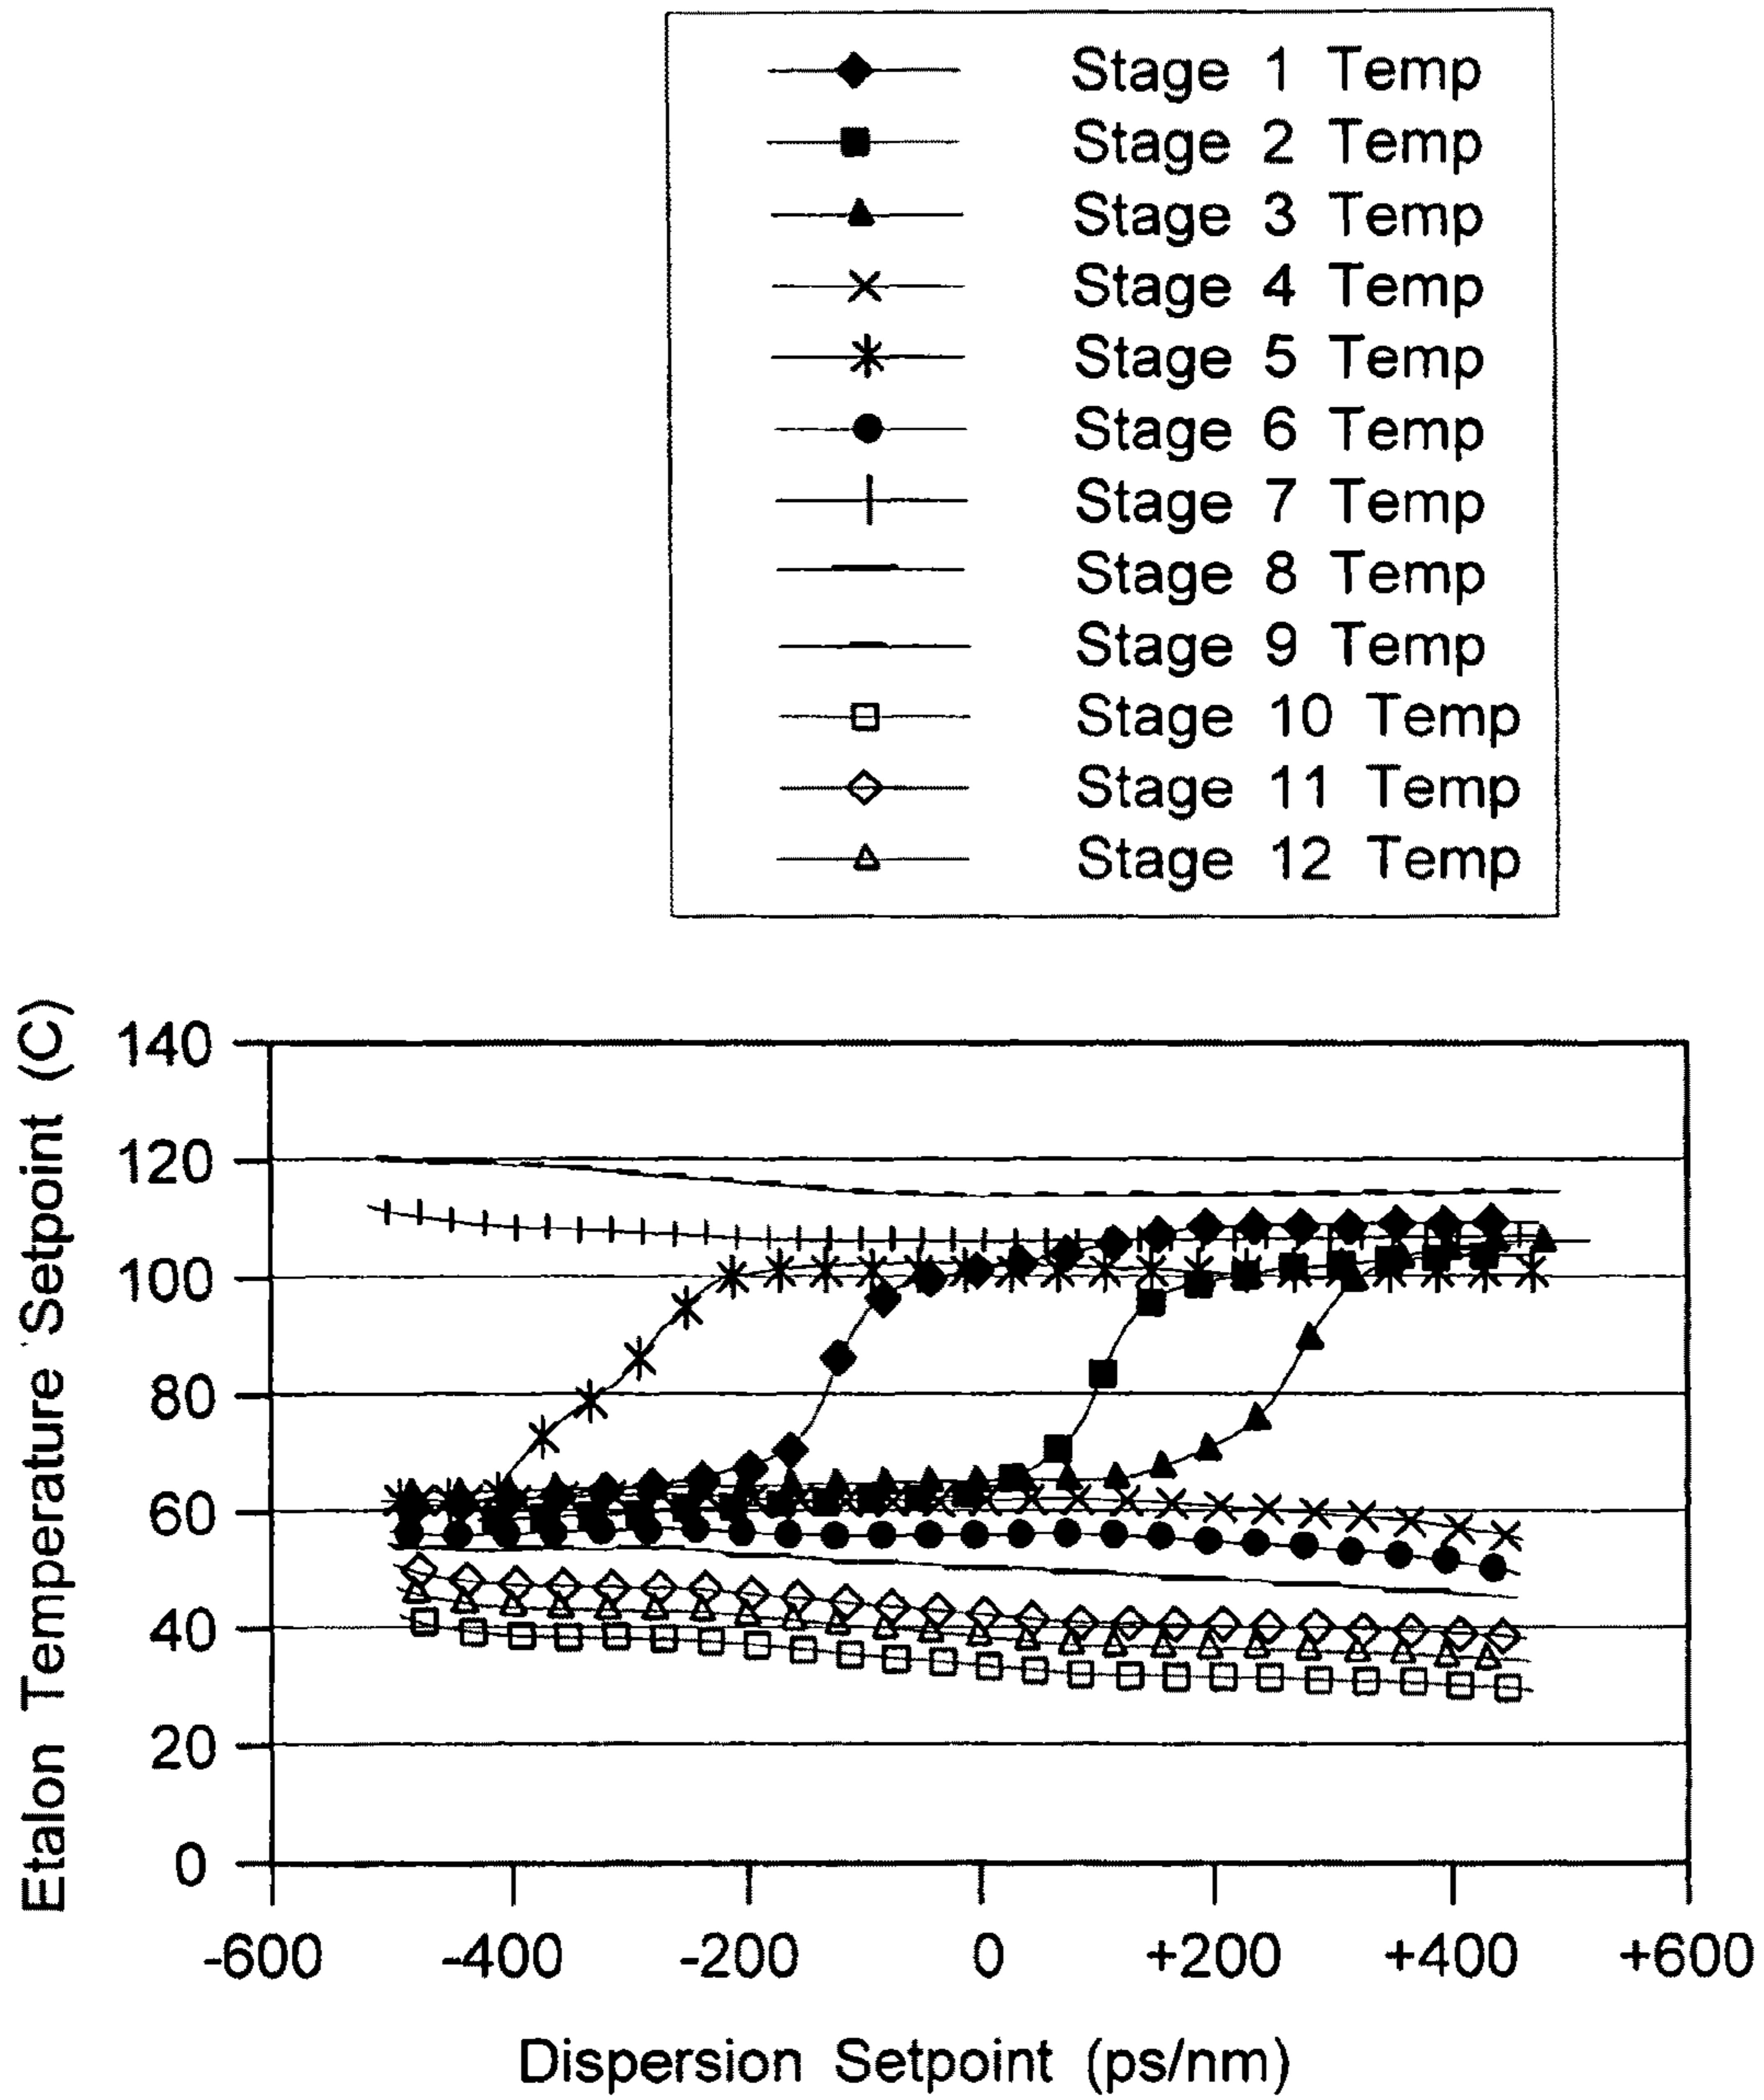 Stage 1 Temp
Stage 2 Temp
Stage 3 Temp
Stage 4 Temp
Stage 5 Temp
Stage 6 Temp
Stage 7 Temp
Stage 8 Temp
Stage 9 Temp
Stage 10 Temp
Stage 11 Temp
Stage 12 Temp
Etalon Temperature Setpoint (C)
140
120
100
80
60
40
20
0
-600 -400 -200 0 +200 +400 +600
Dispersion Setpoint (ps/nm)